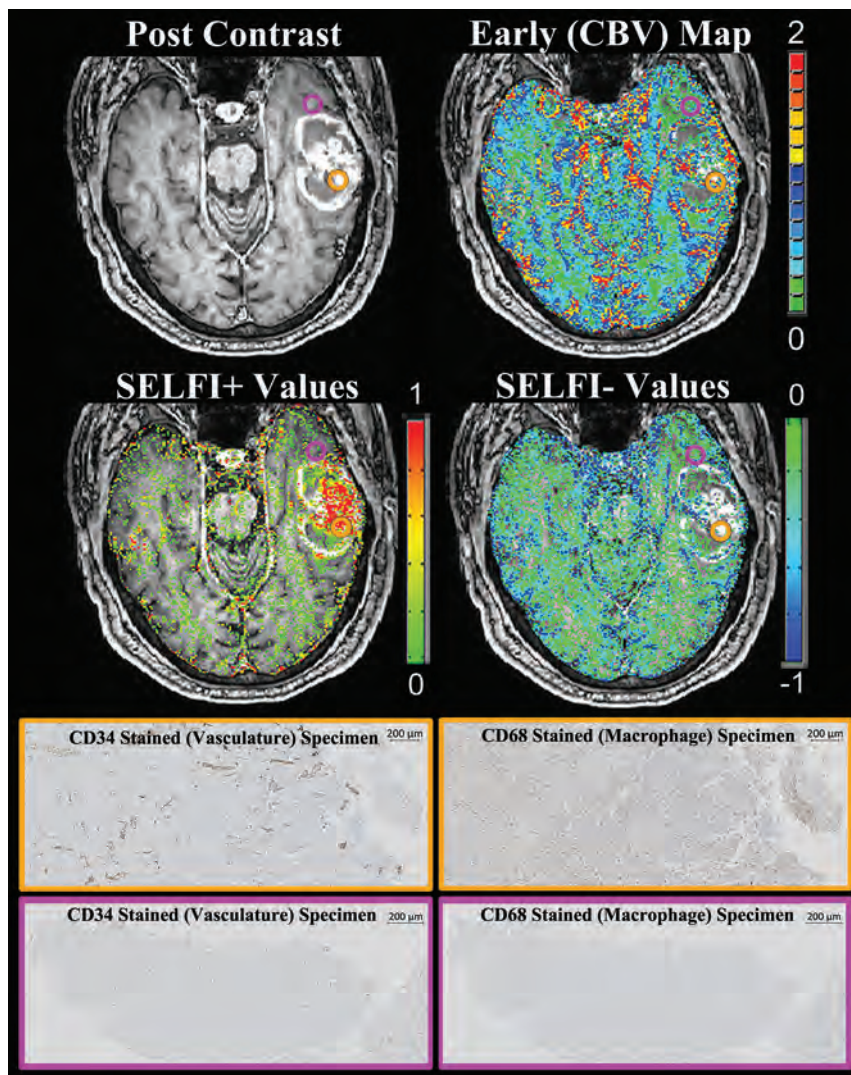 Post Contrast
Early (CBV) Map
2
0
SELFI+ Values
1
0
SELFI- Values
0
-1
CD34 Stained (Vasculature) Specimen
200 µm
CD68 Stained (Macrophage) Specimen
200 µm
CD34 Stained (Vasculature) Specimen
200 µm
CD68 Stained (Macrophage) Specimen
200 µm